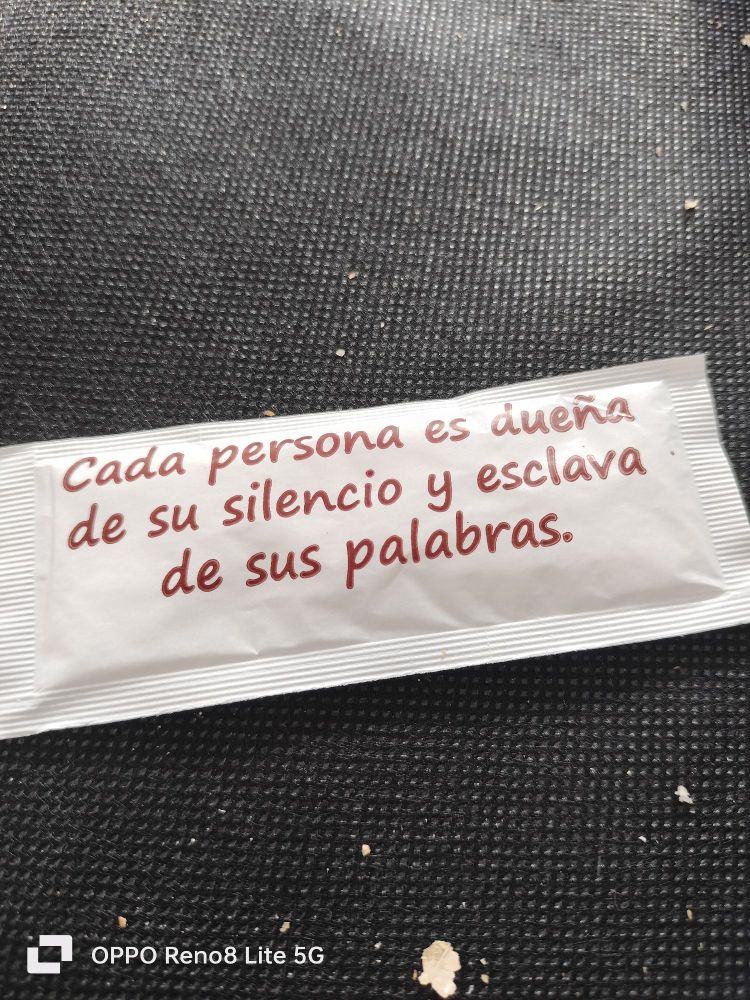 Cada persona es dueña
de su silencio y esclava
de sus palabras.
OPPO Reno8 Lite 5G